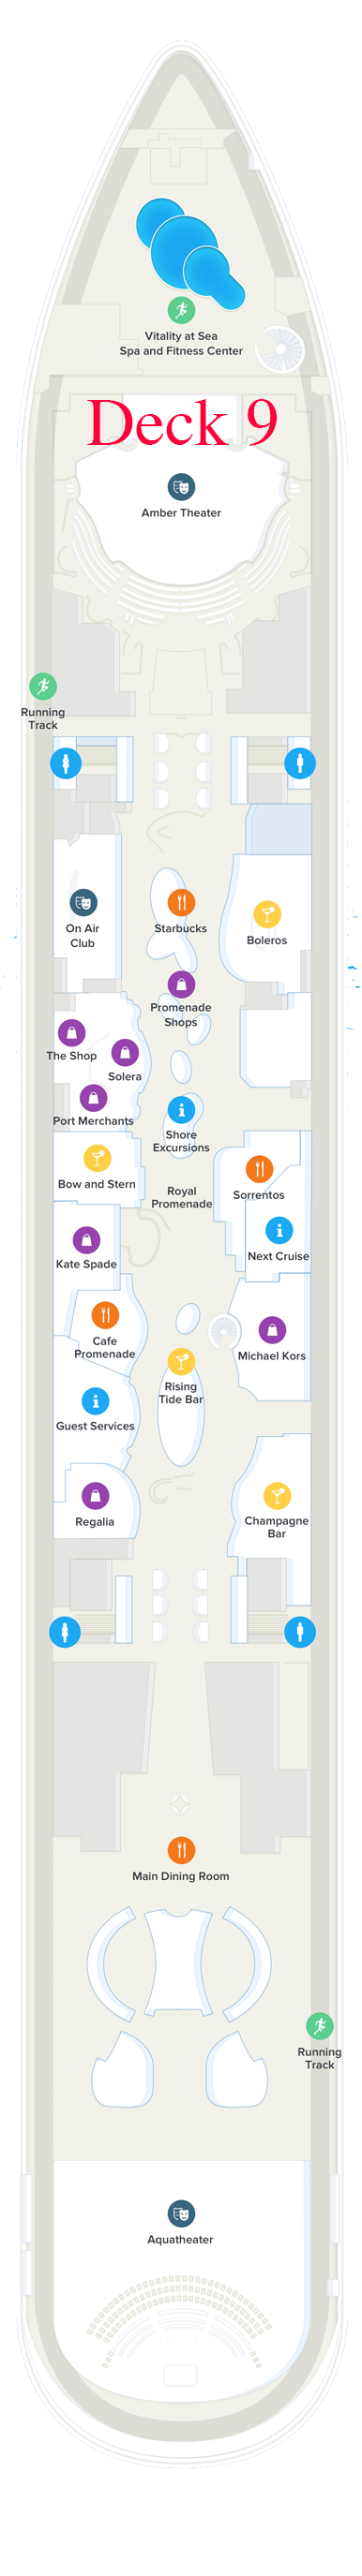 Vitality at Sea
Spa and Fitness Center
Deck 9
Amber Theater
Running
Track
On Air
Club
Starbucks
Boleros
Promenade
Shops
The Shop
Solera
Port Merchants
Shore
Excursions
Bow and Stern
Royal
Promenade
Sorrentos
Kate Spade
Next Cruise
Cafe
Promenade
Michael Kors
Rising
Tide Bar
Guest Services
Regalia
Champagne
Bar
Main Dining Room
Running
Track
Aquatheater